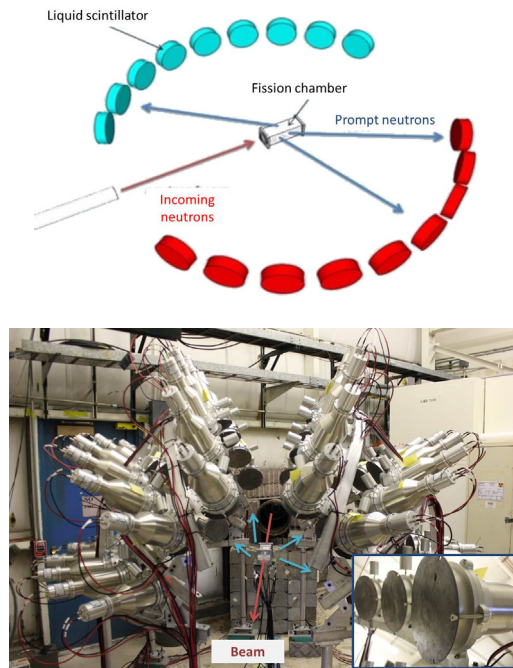 Liquid scintillator
Fission chamber
Prompt neutrons
Incoming
neutrons
Beam